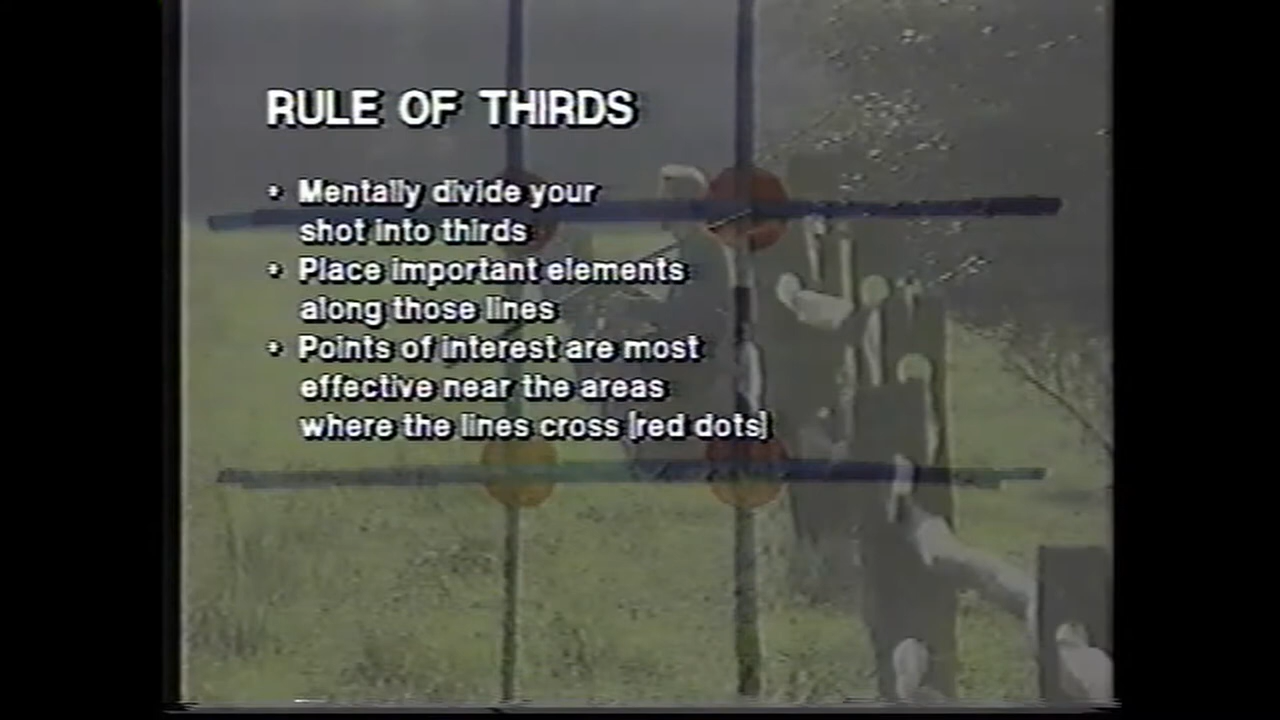 RULE OF THIRDS
• Mentally divide your
shot into thirds
• Place important elements
along those lines
• Points of interest are most
effective near the areas
where the lines cross (red dots)